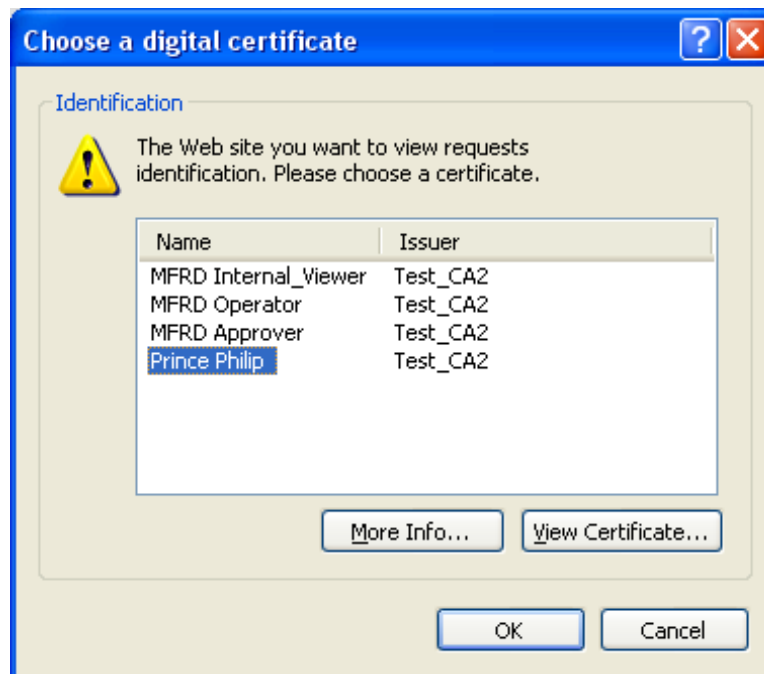 Choose a digital certificate
Identification
The Web site you want to view requests
identification. Please choose a certificate.
Name Issuer
MFRD Internal_Viewer Test_CA2
MFRD Operator Test_CA2
MFRD Approver Test_CA2
Prince Philip Test_CA2
More Info... View Certificate...
OK Cancel